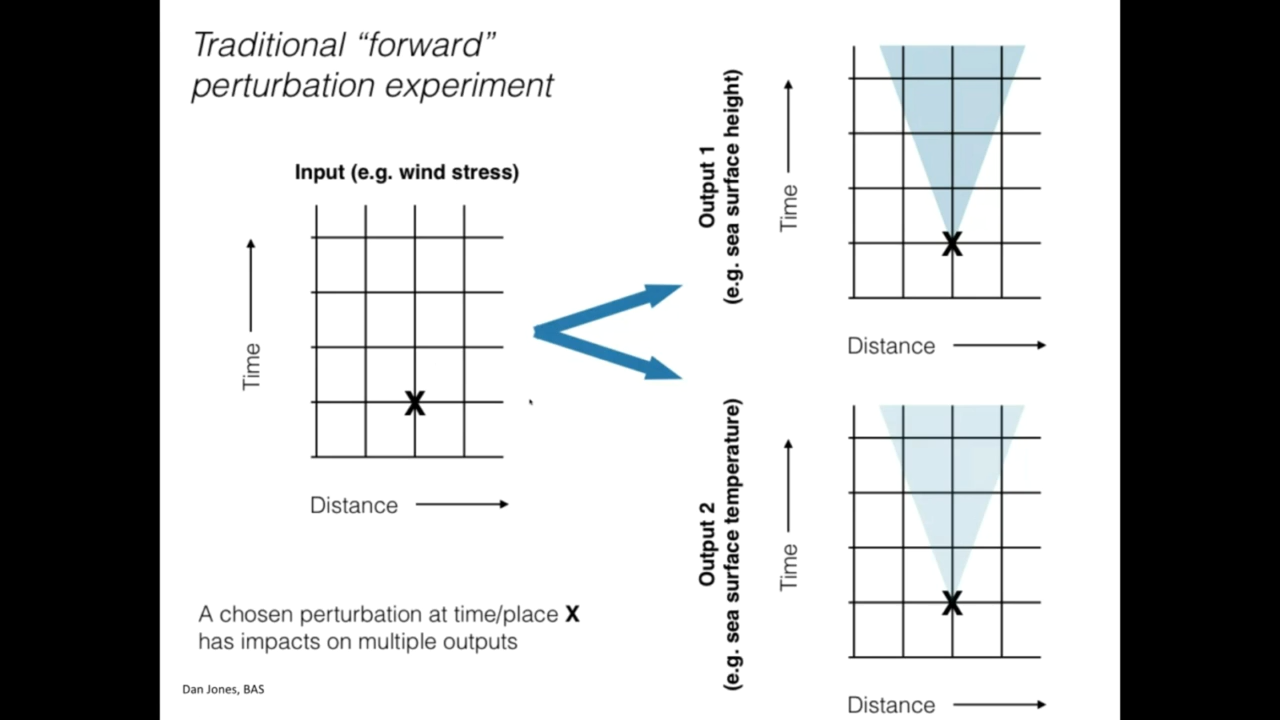 Traditional “forward”
perturbation experiment
Input (e.g. wind stress)
Time
X
Distance
A chosen perturbation at time/place X
has impacts on multiple outputs
Dan Jones, BAS
Output 1
(e.g. sea surface height)
Time
X
Distance
Output 2
(e.g. sea surface temperature)
Time
X
Distance